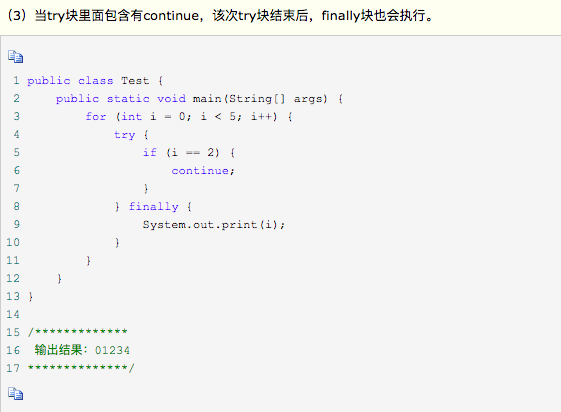 （3）当try块里面包含有continue，该次try块结束后，finally块也会执行。
1 public class Test {
2     public static void main(String[] args) {
3         for (int i = 0; i < 5; i++) {
4             try {
5                 if (i == 2) {
6                     continue;
7                 }
8             } finally {
9                 System.out.print(i);
10             }
11         }
12     }
13 }
14
15 /*************
16  输出结果：01234
17 **************/